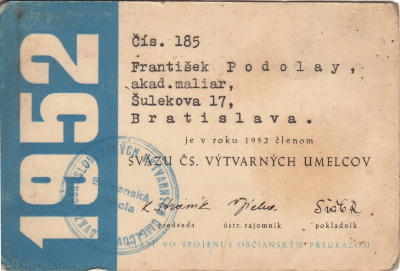 1952
Čís. 185
František Podolay,
akad.maliar,
Šulekova 17,
Bratislava.
je v roku 1952 členom
SVÄZU ČS. VÝTVARNÝCH UMELCOV
predseda ústr. tajomník pokladník
PLATÍ VO SPOJENÍ S OBČIANSKÝM PREUKAZOM